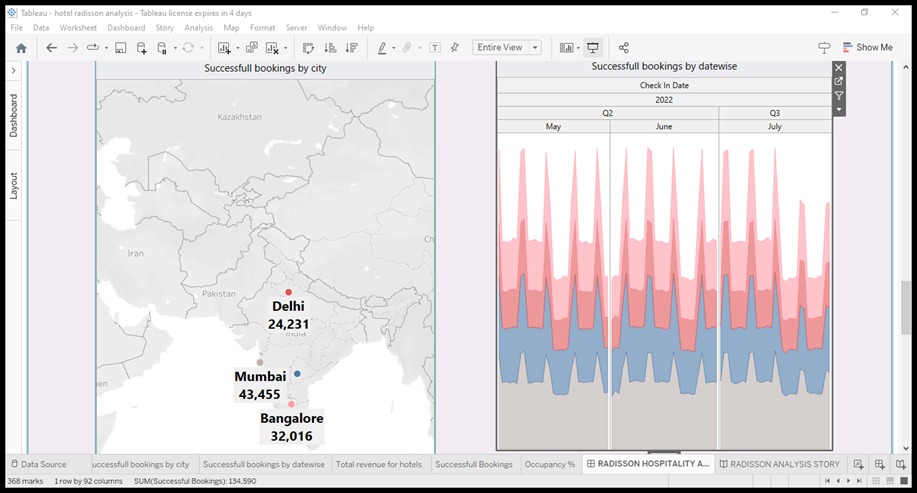 Tableau - hotel radisson analysis - Tableau license expires in 4 days
File Data Worksheet Dashboard Story Analysis Map Format Server Window Help
Entire View
Show Me
Dashboard
Layout
Successfull bookings by city
Kazakhstan
Iran
Pakistan
Ch
India
en
Delhi
24,231
Mumbai
43,455
Bangalore
32,016
Successfull bookings by datewise
Check In Date
2022
Q2 Q3
May June July
Data Source uccessfull bookings by city Successfull bookings by datewise Total revenue for hotels Successfull Bookings Occupancy % RADISSON HOSPITALITY A... RADISSON ANALYSIS STORY
368 marks 1 row by 92 columns SUM(Successful Bookings): 134,590